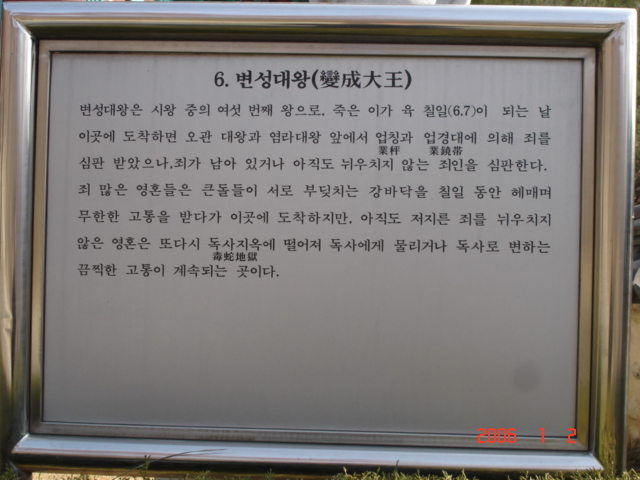 6. 변성대왕(變成大王)
변성대왕은 시왕 중의 여섯 번째 왕으로. 죽은 이가 육 칠일(6.7)이 되는 날
이곳에 도착하면 오관 대왕과 염라대왕 앞에서 업칭과 업경대에 의해 죄를
業秤 業鏡帶
심판 받았으나.죄가 남아 있거나 아직도 뉘우치지 않는 죄인을 심판한다.
죄 많은 영혼들은 큰돌들이 서로 부딪치는 강바닥을 칠일 동안 헤매며
무한한 고통을 받다가 이곳에 도착하지만. 아직도 저지른 죄를 뉘우치지
않은 영혼은 또다시 독사지옥에 떨어져 독사에게 물리거나 독사로 변하는
毒蛇地獄
끔찍한 고통이 계속되는 곳이다.
2006 1 2